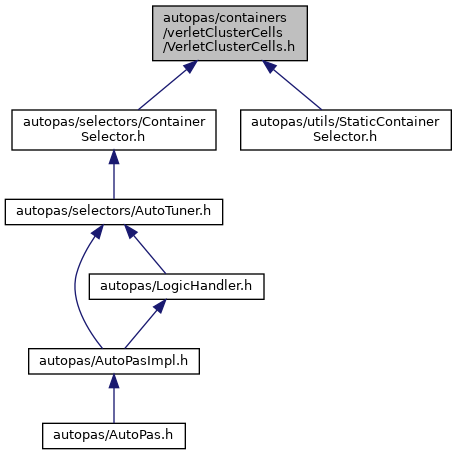 autopas/containers
/verletClusterCells
/VerletClusterCells.h
autopas/selectors/Container
Selector.h
autopas/utils/StaticContainer
Selector.h
autopas/selectors/AutoTuner.h
autopas/LogicHandler.h
autopas/AutoPasImpl.h
autopas/AutoPas.h